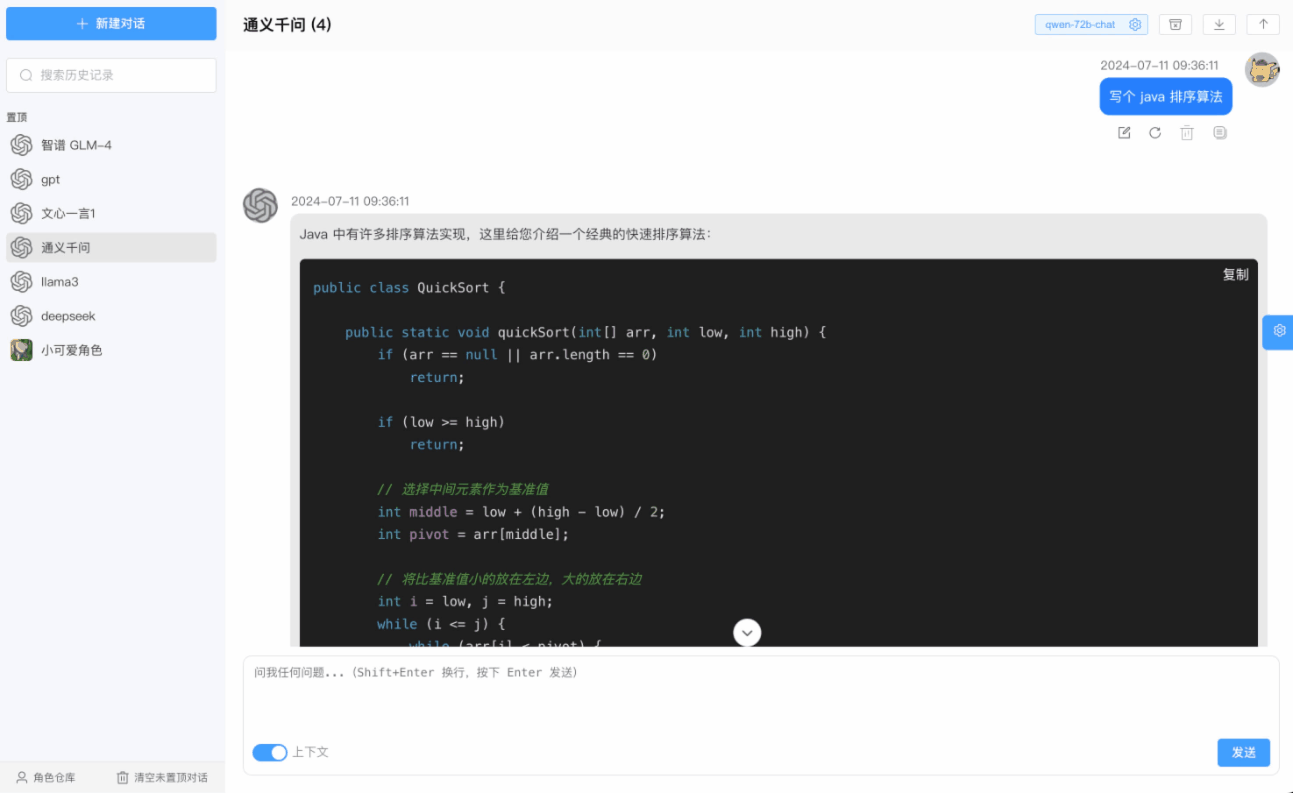 新建对话
搜索历史记录
置顶
智谱 GLM-4
gpt
文心一言1
通义千问
llama3
deepseek
小可爱角色
角色仓库
清空未置顶对话
通义千问 (4)
qwen-72b-chat
2024-07-11 09:36:11
写个 java 排序算法
2024-07-11 09:36:11
Java 中有许多排序算法实现，这里给您介绍一个经典的快速排序算法：
复制
public class QuickSort {
public static void quickSort(int[] arr, int low, int high) {
if (arr == null || arr.length == 0)
return;
if (low >= high)
return;
// 选择中间元素作为基准值
int middle = low + (high - low) / 2;
int pivot = arr[middle];
// 将比基准值小的放在左边，大的放在右边
int i = low, j = high;
while (i <= j) {
while (arr[i] < pivot) {
问我任何问题... (Shift+Enter 换行，按下 Enter 发送)
上下文
发送